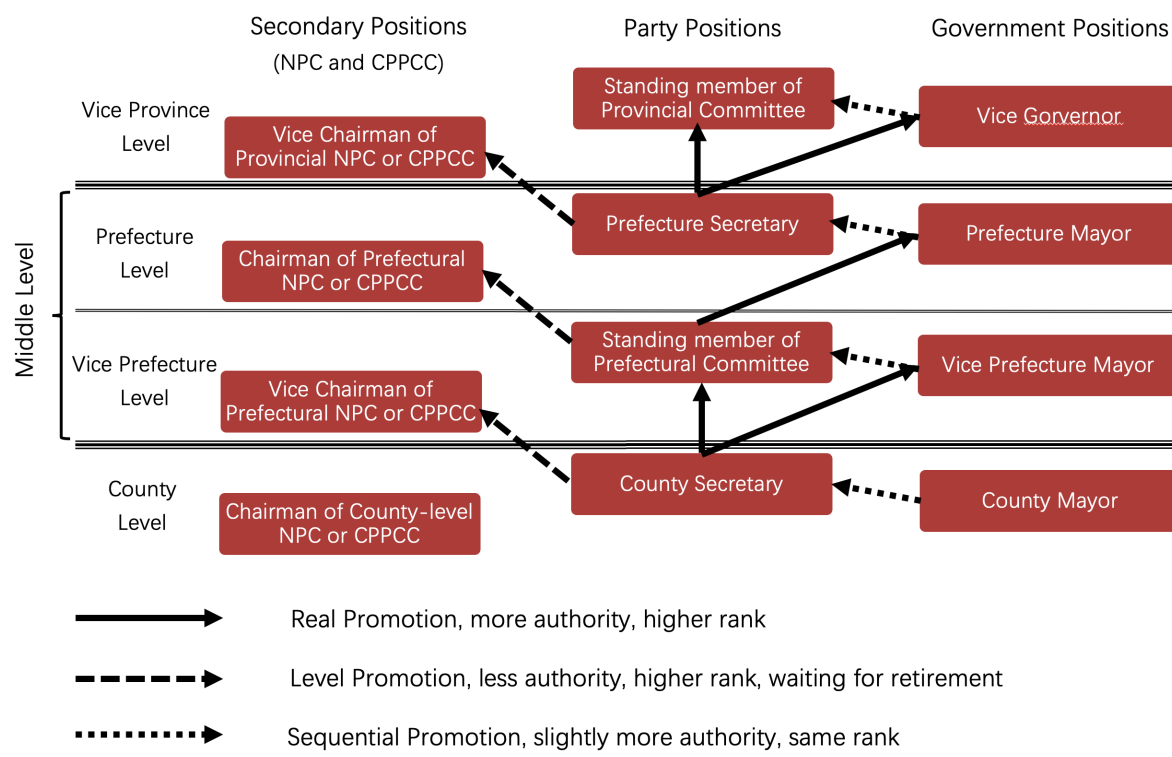 Secondary Positions
(NPC and CPPCC)
Party Positions
Government Positions
Vice Province
Level
Vice Chairman of
Provincial NPC or CPPCC
Standing member of
Provincial Committee
Vice Gorvernor
Middle Level
Prefecture
Level
Chairman of Prefectural
NPC or CPPCC
Prefecture Secretary
Prefecture Mayor
Vice Prefecture
Level
Vice Chairman of
Prefectural NPC or CPPCC
Standing member of
Prefectural Committee
Vice Prefecture Mayor
County
Level
Chairman of County-level
NPC or CPPCC
County Secretary
County Mayor
Real Promotion, more authority, higher rank
Level Promotion, less authority, higher rank, waiting for retirement
Sequential Promotion, slightly more authority, same rank